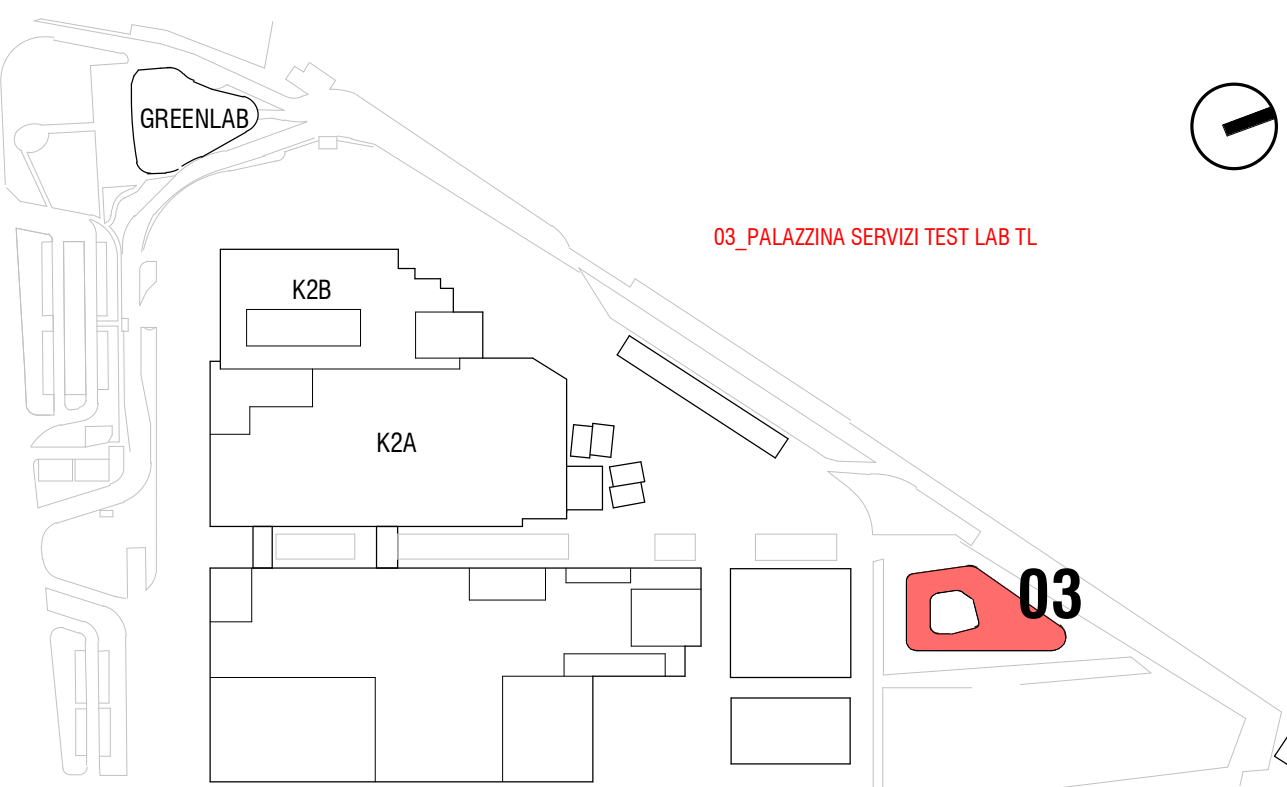 GREENLAB
03_PALAZZINA SERVIZI TEST LAB TL
K2B
K2A
03